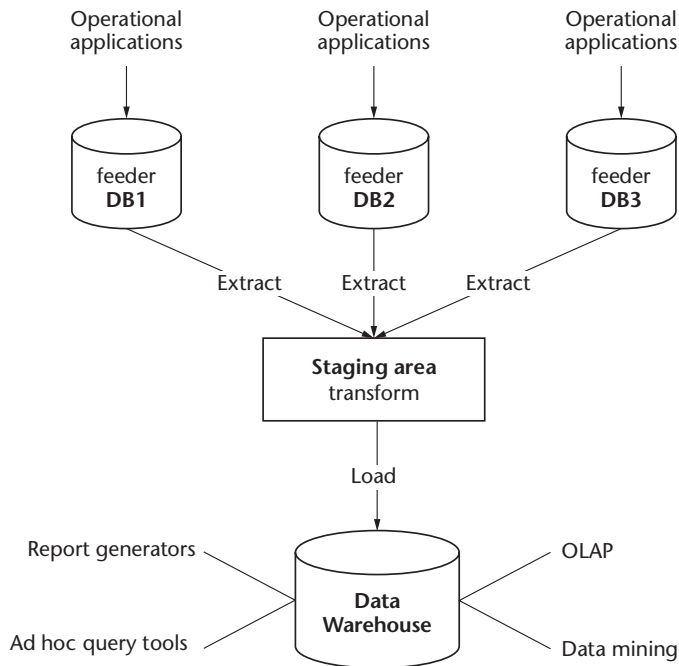 Operational
applications
Operational
applications
Operational
applications
feeder
DB1
feeder
DB2
feeder
DB3
Extract
Extract
Extract
Staging area
transform
Load
Report generators
OLAP
Data
Warehouse
Ad hoc query tools
Data mining